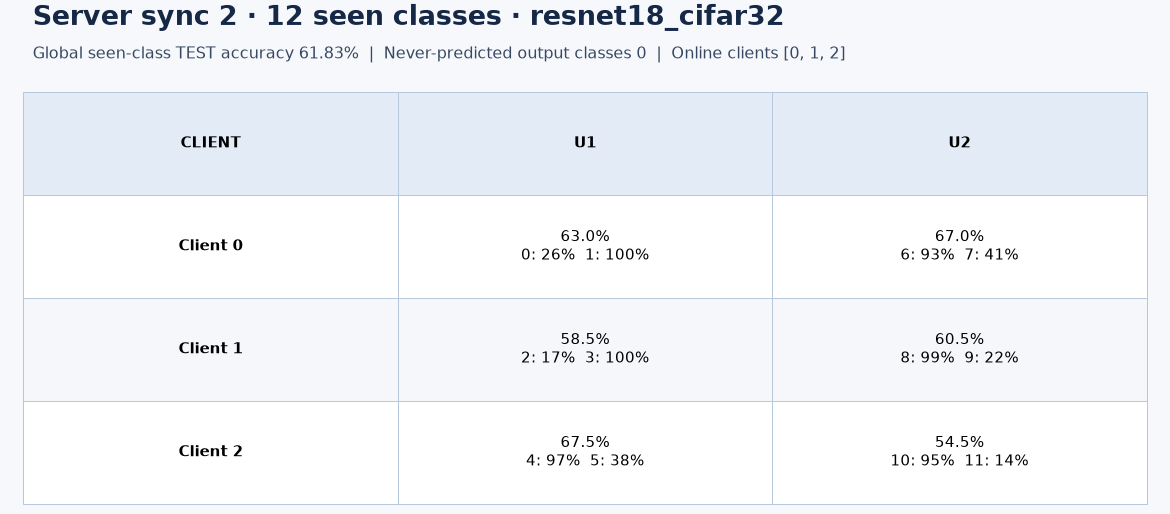 Server sync 2 · 12 seen classes · resnet18_cifar32
Global seen-class TEST accuracy 61.83% | Never-predicted output classes 0 | Online clients [0, 1, 2]
CLIENT U1 U2
Client 0
63.0%
0: 26% 1: 100%
67.0%
6: 93% 7: 41%
Client 1
58.5%
2: 17% 3: 100%
60.5%
8: 99% 9: 22%
Client 2
67.5%
4: 97% 5: 38%
54.5%
10: 95% 11: 14%